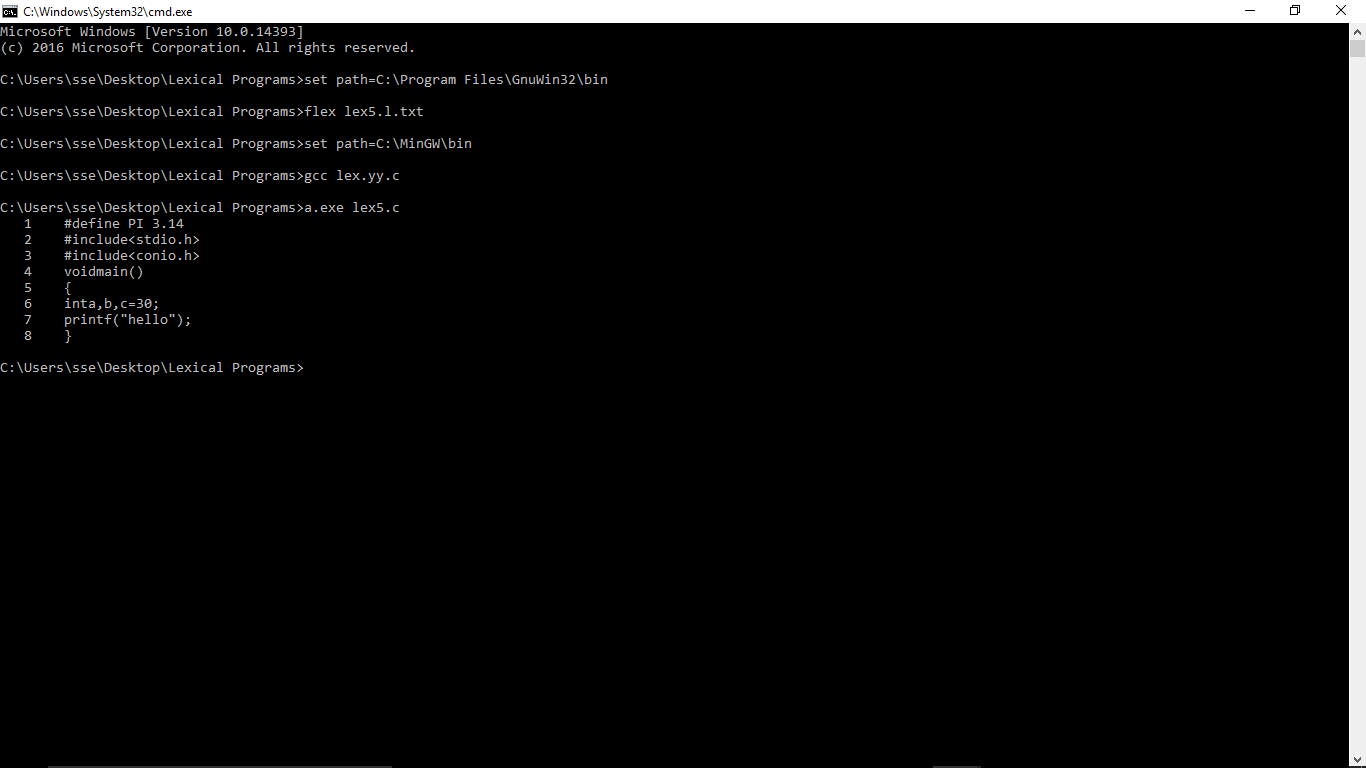 C:\Windows\System32\cmd.exe
Microsoft Windows [Version 10.0.14393]
(c) 2016 Microsoft Corporation. All rights reserved.
C:\Users\sse\Desktop\Lexical Programs>set path=C:\Program Files\GnuWin32\bin
C:\Users\sse\Desktop\Lexical Programs>flex lex5.l.txt
C:\Users\sse\Desktop\Lexical Programs>set path=C:\MinGW\bin
C:\Users\sse\Desktop\Lexical Programs>gcc lex.yy.c
C:\Users\sse\Desktop\Lexical Programs>a.exe lex5.c
1 #define PI 3.14
2 #include<stdio.h>
3 #include<conio.h>
4 voidmain()
5 {
6 inta,b,c=30;
7 printf("hello");
8 }
C:\Users\sse\Desktop\Lexical Programs>